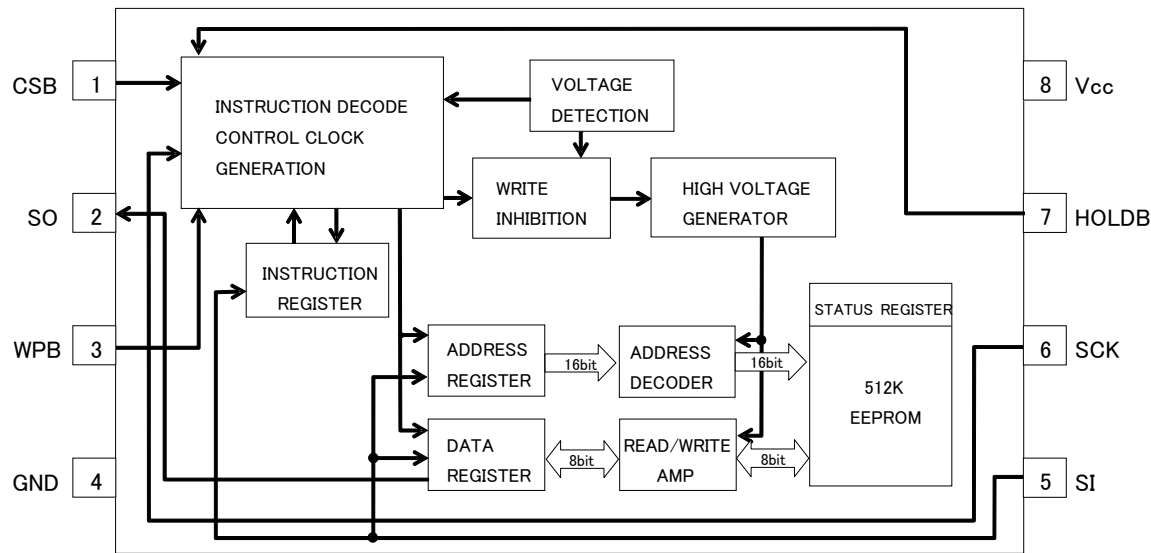 CSB
1
SO
2
WPB
3
GND
4
INSTRUCTION DECODE
CONTROL CLOCK
GENERATION
VOLTAGE
DETECTION
WRITE
INHIBITION
HIGH VOLTAGE
GENERATOR
INSTRUCTION
REGISTER
ADDRESS
REGISTER
16bit
ADDRESS
DECODER
16bit
STATUS REGISTER
512K
EEPROM
DATA
REGISTER
8bit
READ/WRITE
AMP
8bit
8
Vcc
7
HOLDB
6
SCK
5
SI